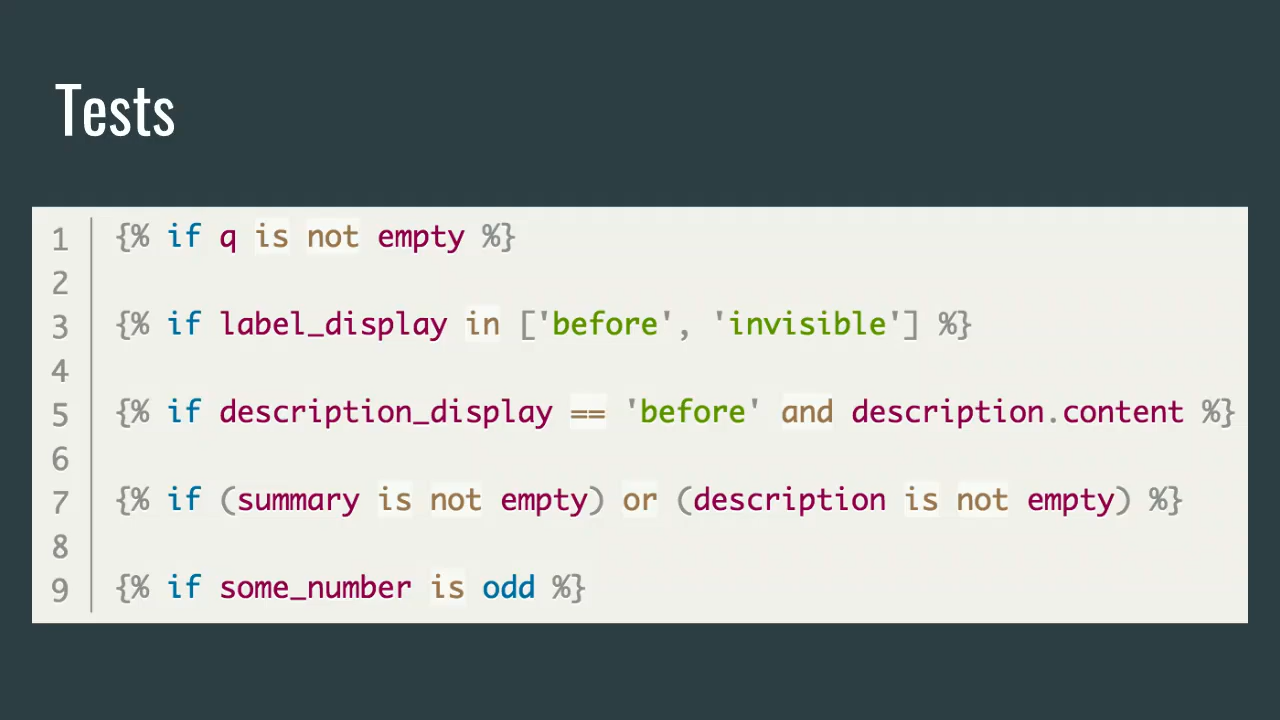 Tests
1 {% if q is not empty %}
2
3 {% if label_display in ['before', 'invisible'] %}
4
5 {% if description_display == 'before' and description.content %}
6
7 {% if (summary is not empty) or (description is not empty) %}
8
9 {% if some_number is odd %}